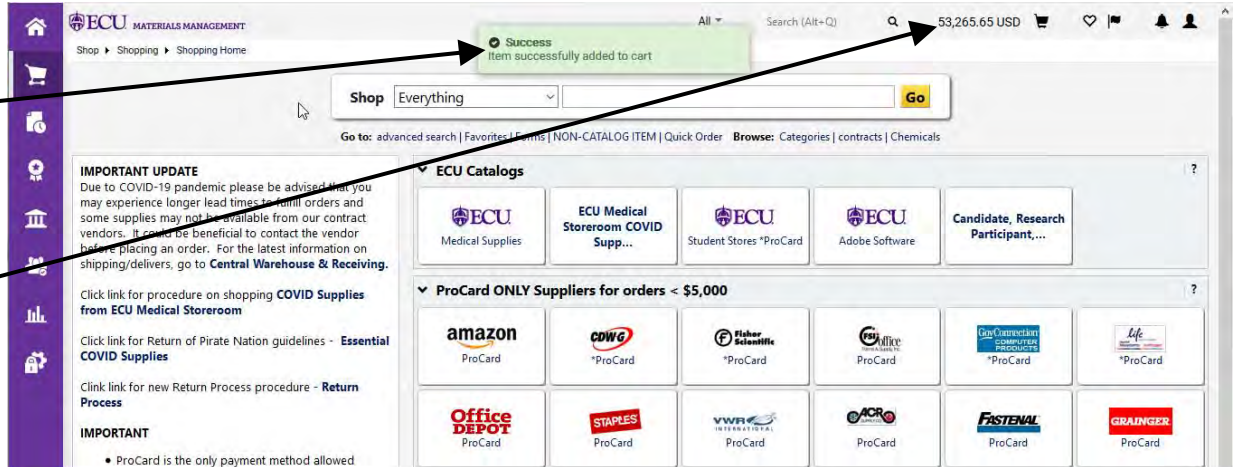 ECU MATERIALS MANAGEMENT
All
Search (Alt+Q)
53,265.65 USD
Shop Shopping Shopping Home
Success
Item successfully added to cart
Shop Everything Go
Go to: advanced search | Favorites | Forms | NON-CATALOG ITEM | Quick Order Browse: Categories | contracts | Chemicals
IMPORTANT UPDATE
Due to COVID-19 pandemic please be advised that you
may experience longer lead times to fulfill orders and
some supplies may not be available from our contract
vendors. It could be beneficial to contact the vendor
before placing an order. For the latest information on
shipping/delivers, go to Central Warehouse & Receiving.
Click link for procedure on shopping COVID Supplies
from ECU Medical Storeroom
Click link for Return of Pirate Nation guidelines - Essential
COVID Supplies
Clink link for new Return Process procedure - Return
Process
IMPORTANT
• ProCard is the only payment method allowed
ECU Catalogs ?
ECU
Medical Supplies
ECU Medical
Storeroom COVID
Supp...
ECU
Student Stores *ProCard
ECU
Adobe Software
Candidate, Research
Participant,...
ProCard ONLY Suppliers for orders < $5,000 ?
amazon
ProCard
CDWG
*ProCard
Fisher
Scientific
*ProCard
FSIoffice
ProCard
GovConnection
COMPUTER
PRODUCTS
*ProCard
life
*ProCard
Office
DEPOT
ProCard
STAPLES
ProCard
VWR
INTERNATIONAL
ProCard
ACR
SUPPLY CO
ProCard
FASTENAL
ProCard
GRAINGER
ProCard